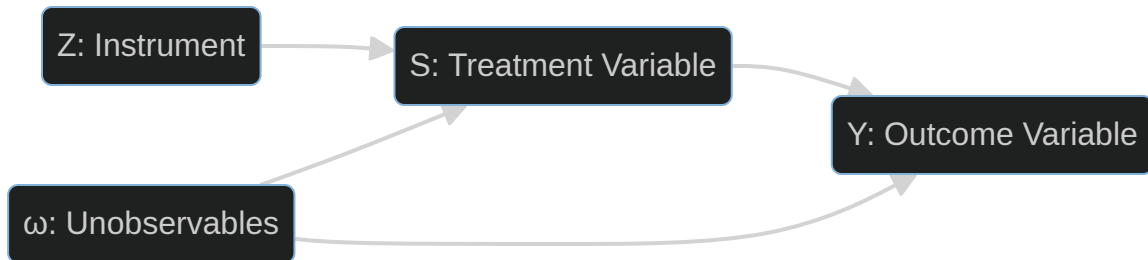 Z: Instrument
S: Treatment Variable
Y: Outcome Variable
ω: Unobservables